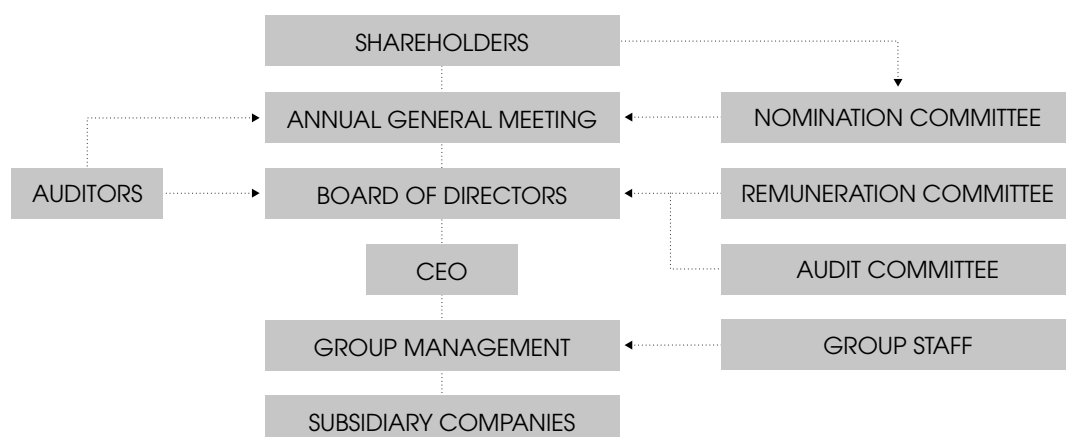 SHAREHOLDERS
ANNUAL GENERAL MEETING
NOMINATION COMMITTEE
AUDITORS
BOARD OF DIRECTORS
REMUNERATION COMMITTEE
CEO
AUDIT COMMITTEE
GROUP MANAGEMENT
GROUP STAFF
SUBSIDIARY COMPANIES